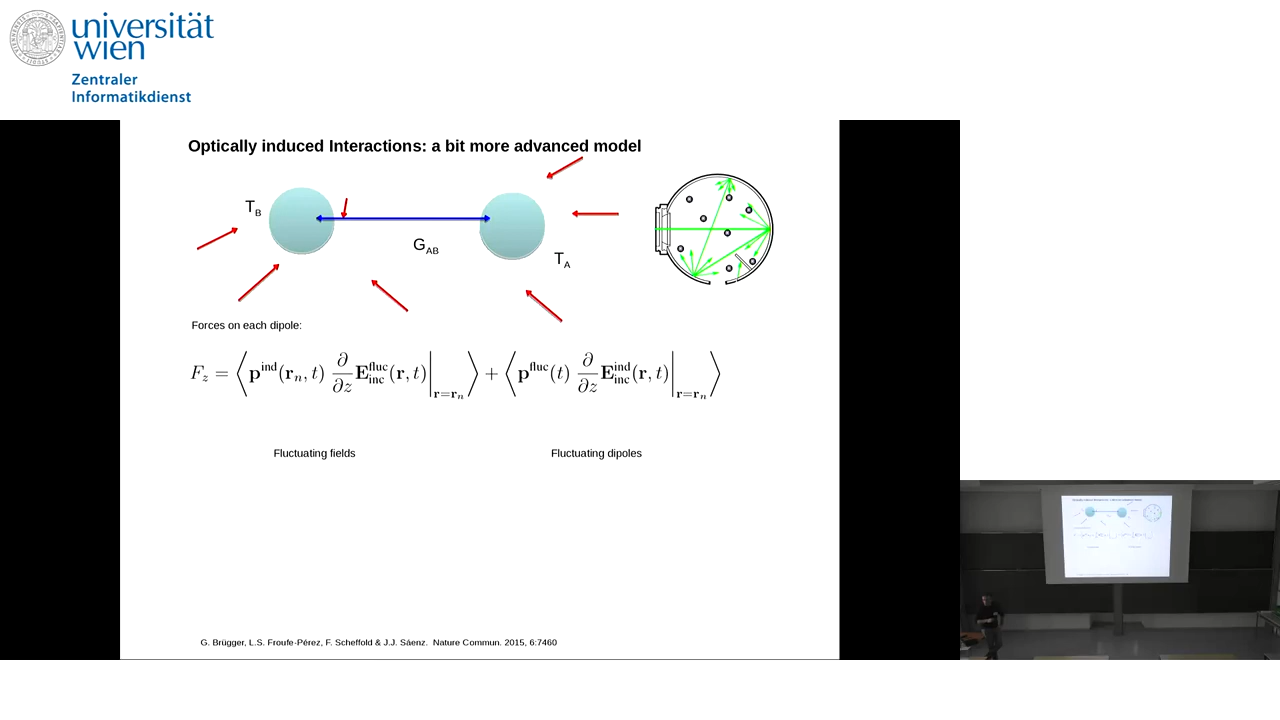 universität
wien
Zentraler
Informatikdienst
Optically induced Interactions: a bit more advanced model
T_B
G_AB
T_A
Forces on each dipole:
F_z = ⟨ p^ind(r_n, t) ∂/∂z E_inc^fluc(r, t)|_{r=r_n} ⟩ + ⟨ p^fluc(t) ∂/∂z E_inc^ind(r, t)|_{r=r_n} ⟩
Fluctuating fields
Fluctuating dipoles
G. Brügger, L.S. Froufe-Pérez, F. Scheffold & J.J. Sáenz. Nature Commun. 2015, 6:7460